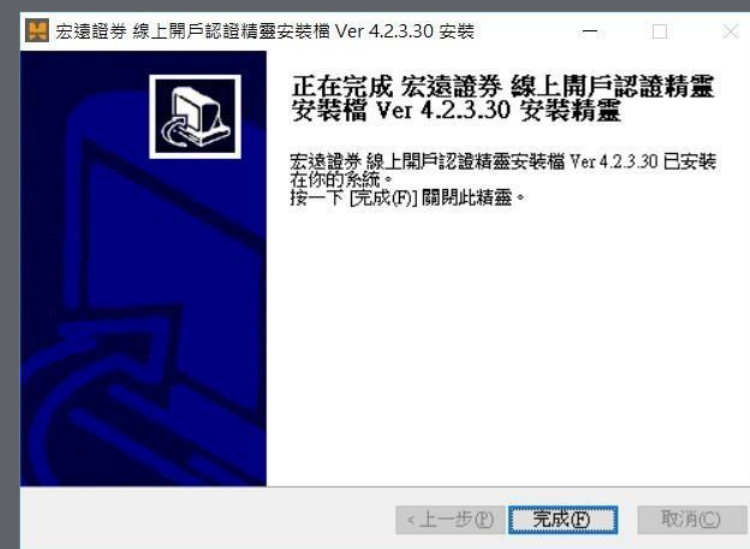 宏遠證券 線上開戶認證精靈安裝檔 Ver 4.2.3.30 安裝
正在完成 宏遠證券 線上開戶認證精靈
安裝檔 Ver 4.2.3.30 安裝精靈
宏遠證券 線上開戶認證精靈安裝檔 Ver 4.2.3.30 已安裝
在你的系統。
按一下 [完成(F)] 關閉此精靈。
<上一步(P) 完成(F) 取消(C)